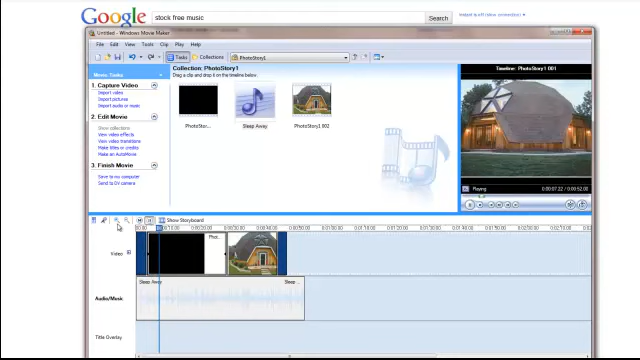 Google
stock free music
Search
Untitled - Windows Movie Maker
File Edit View Tools Clip Play Help
Tasks Collections PhotoStory1
Movie Tasks
Collection: PhotoStory1
Drag a clip and drop it on the timeline below.
Timeline: PhotoStory1 001
1. Capture Video
Import video
Import pictures
Import audio or music
2. Edit Movie
Show collections
View video effects
View video transitions
Make titles or credits
Make an AutoMovie
3. Finish Movie
Save to my computer
Send to DV camera
PhotoStor...
Sleep Away
PhotoStory1 002
Playing
Show Storyboard
Video
Phot...
Audio/Music
Sleep Away
Sleep ...
Title Overlay